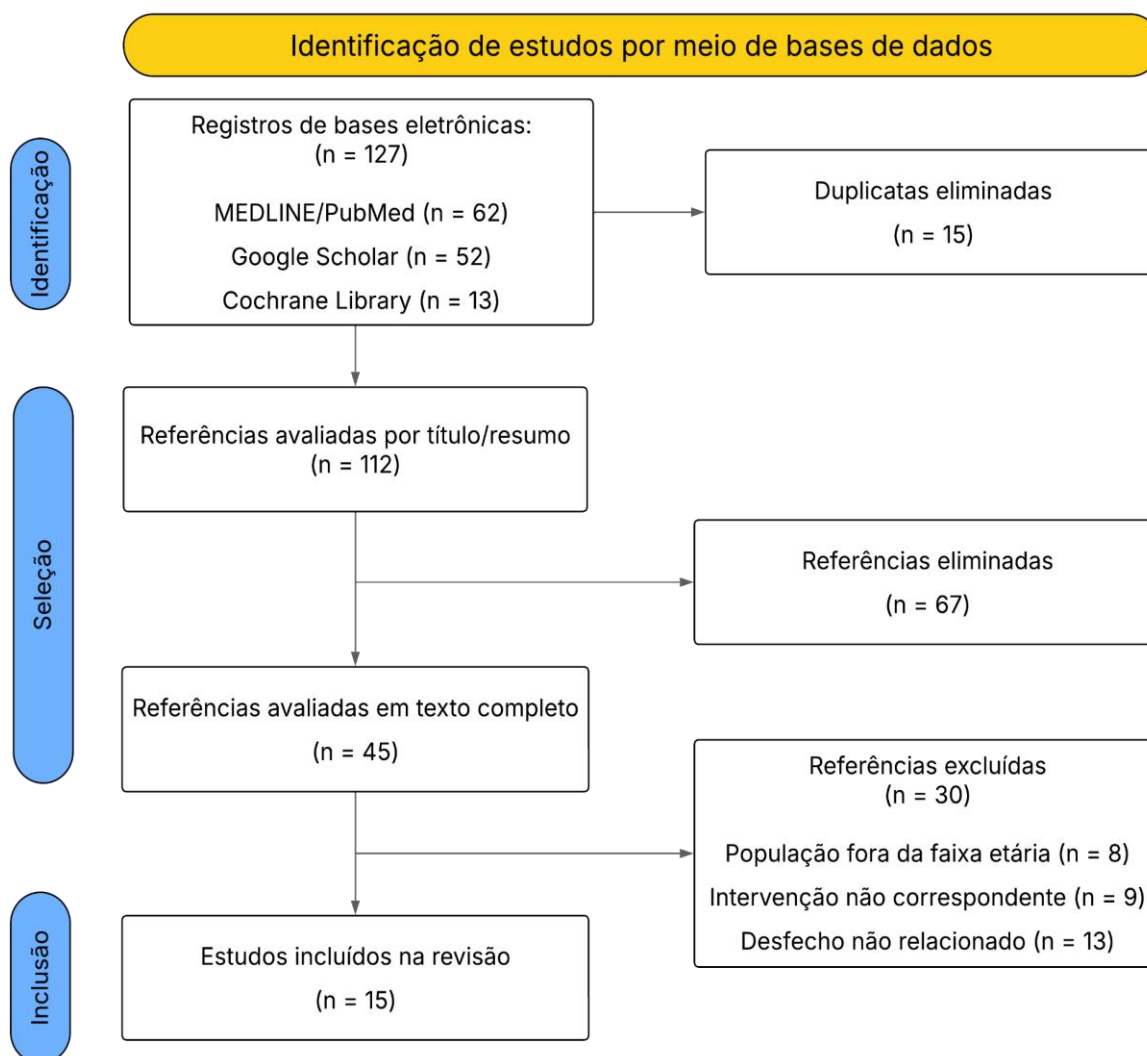 Identificação de estudos por meio de bases de dados
Identificação
Registros de bases eletrônicas:
(n = 127)
MEDLINE/PubMed (n = 62)
Google Scholar (n = 52)
Cochrane Library (n = 13)
Duplicatas eliminadas
(n = 15)
Seleção
Referências avaliadas por título/resumo
(n = 112)
Referências eliminadas
(n = 67)
Referências avaliadas em texto completo
(n = 45)
Referências excluídas
(n = 30)
População fora da faixa etária (n = 8)
Intervenção não correspondente (n = 9)
Desfecho não relacionado (n = 13)
Inclusão
Estudos incluídos na revisão
(n = 15)